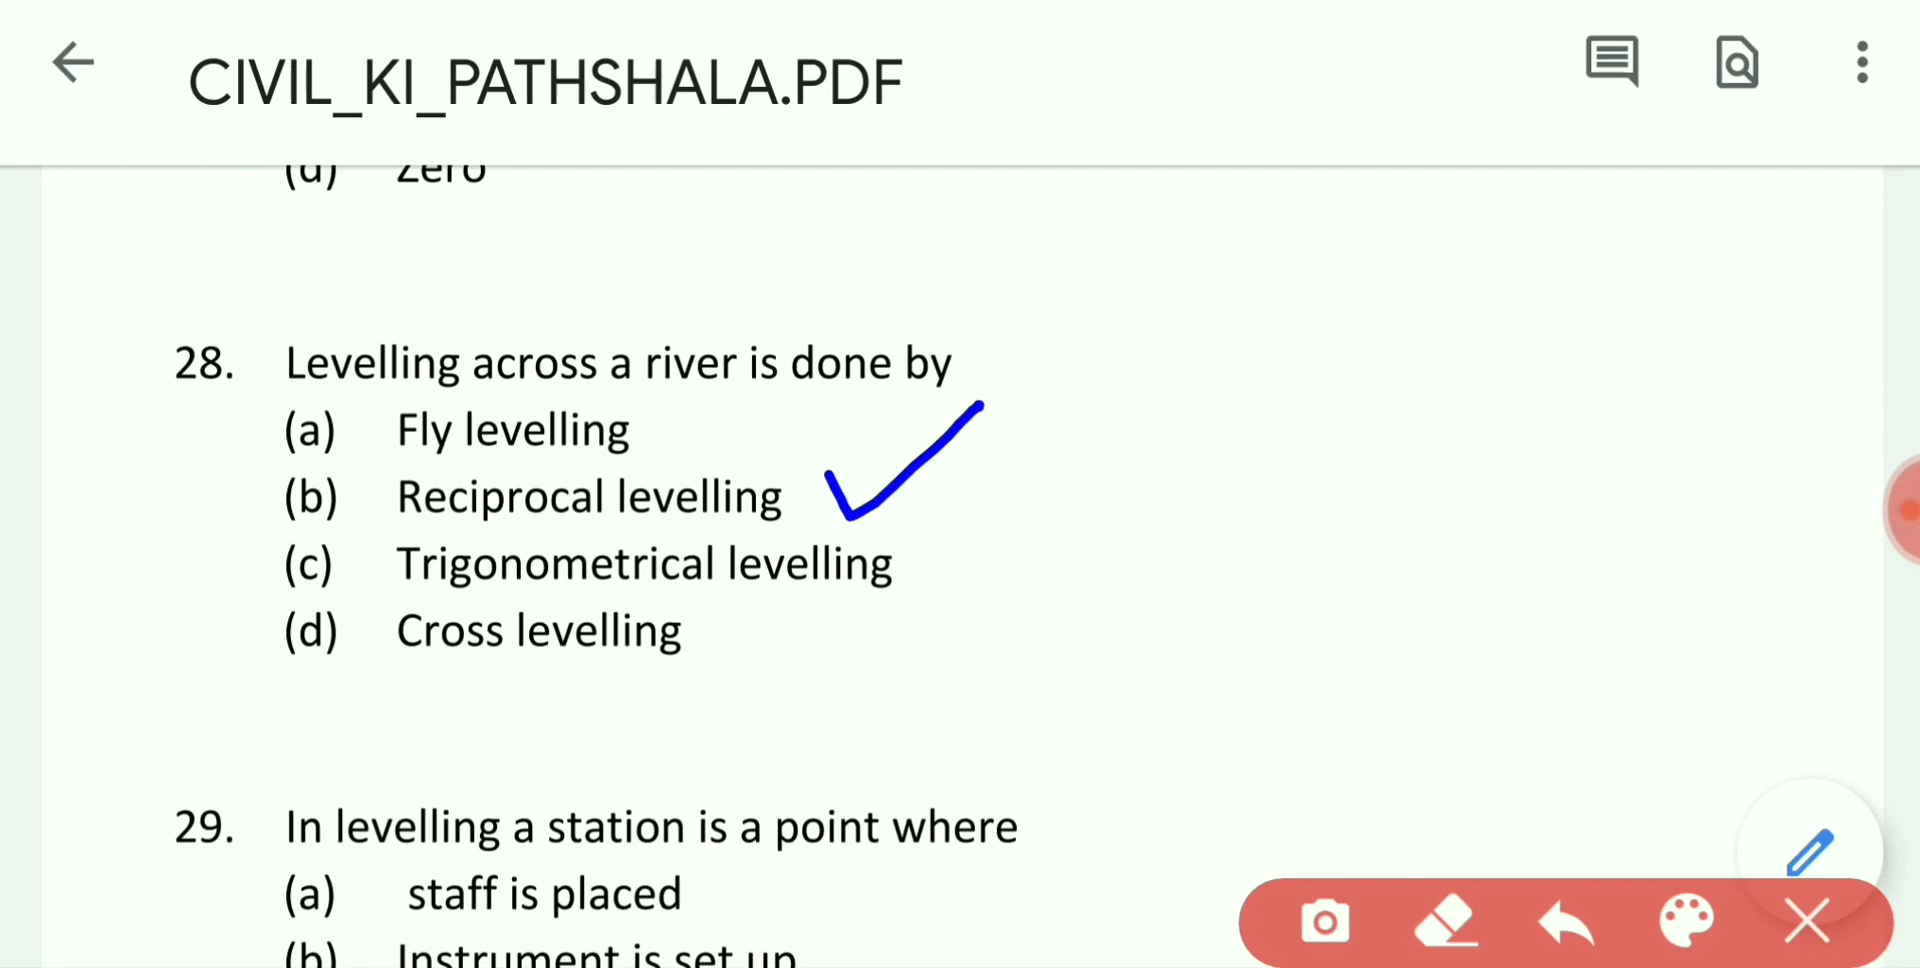 CIVIL_KI_PATHSHALA.PDF
(d) Zero
28. Levelling across a river is done by
(a) Fly levelling
(b) Reciprocal levelling
(c) Trigonometrical levelling
(d) Cross levelling
29. In levelling a station is a point where
(a) staff is placed
(b) Instrument is set up